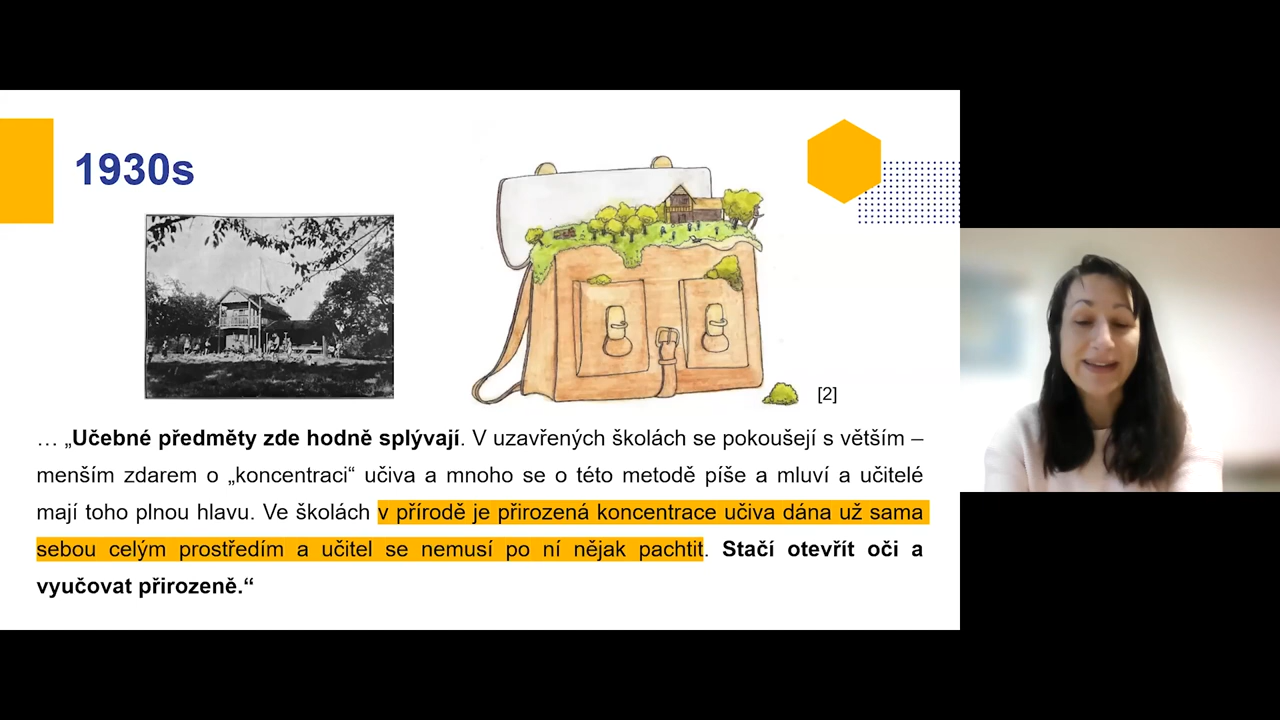 1930s
[2]
… „Učebné předměty zde hodně splývají. V uzavřených školách se pokoušejí s větším –
menším zdarem o „koncentraci“ učiva a mnoho se o této metodě píše a mluví a učitelé
mají toho plnou hlavu. Ve školách v přírodě je přirozená koncentrace učiva dána už sama
sebou celým prostředím a učitel se nemusí po ní nějak pachtit. Stačí otevřít oči a
vyučovat přirozeně.“